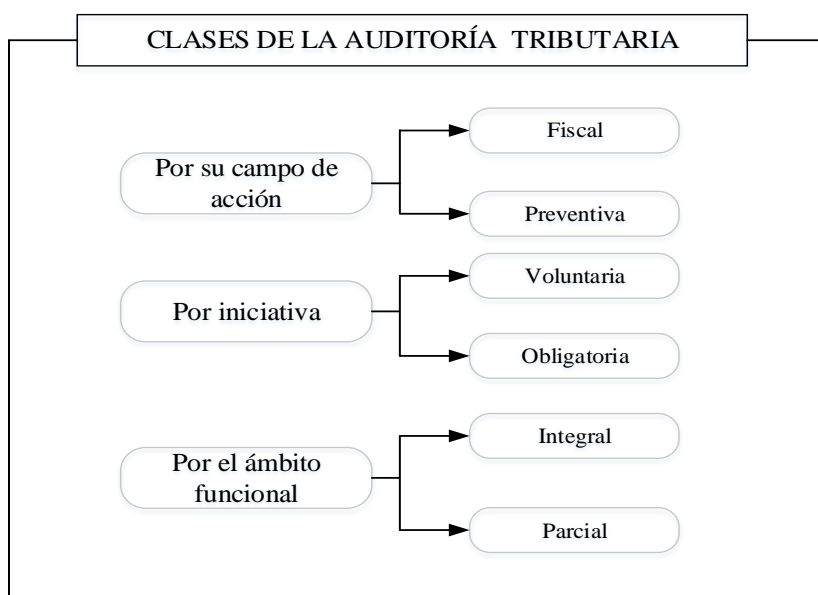 CLASES DE LA AUDITORÍA TRIBUTARIA
Por su campo de
acción
Fiscal
Preventiva
Por iniciativa
Voluntaria
Obligatoria
Por el ámbito
funcional
Integral
Parcial